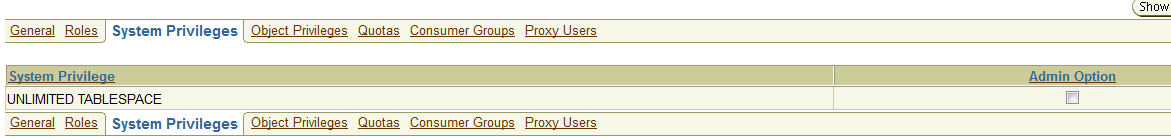 Show
General Roles System Privileges Object Privileges Quotas Consumer Groups Proxy Users
System Privilege Admin Option
UNLIMITED TABLESPACE
General Roles System Privileges Object Privileges Quotas Consumer Groups Proxy Users